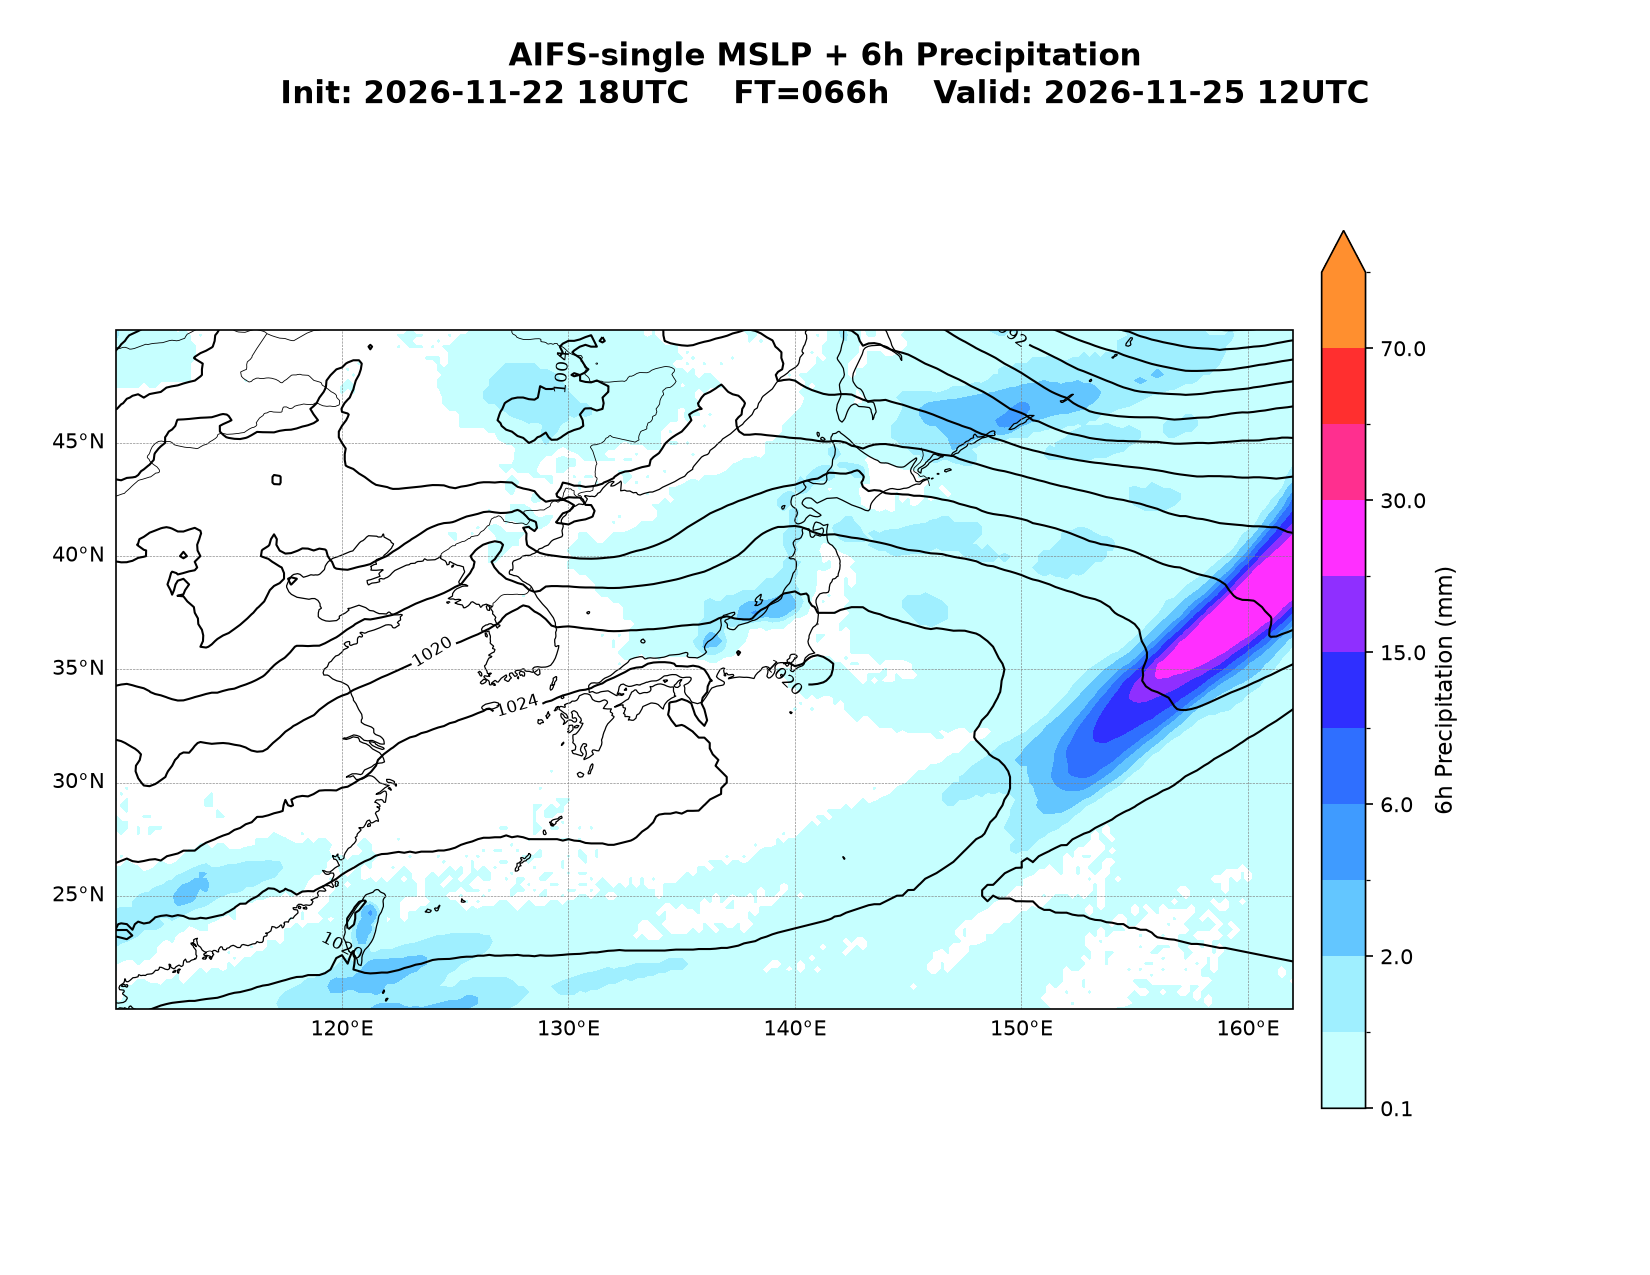 AIFS-single MSLP + 6h Precipitation
Init: 2026-11-22 18UTC    FT=066h    Valid: 2026-11-25 12UTC
1004
1020
1024
1020
1020
45°N
40°N
35°N
30°N
25°N
120°E
130°E
140°E
150°E
160°E
70.0
30.0
15.0
6.0
2.0
0.1
6h Precipitation (mm)